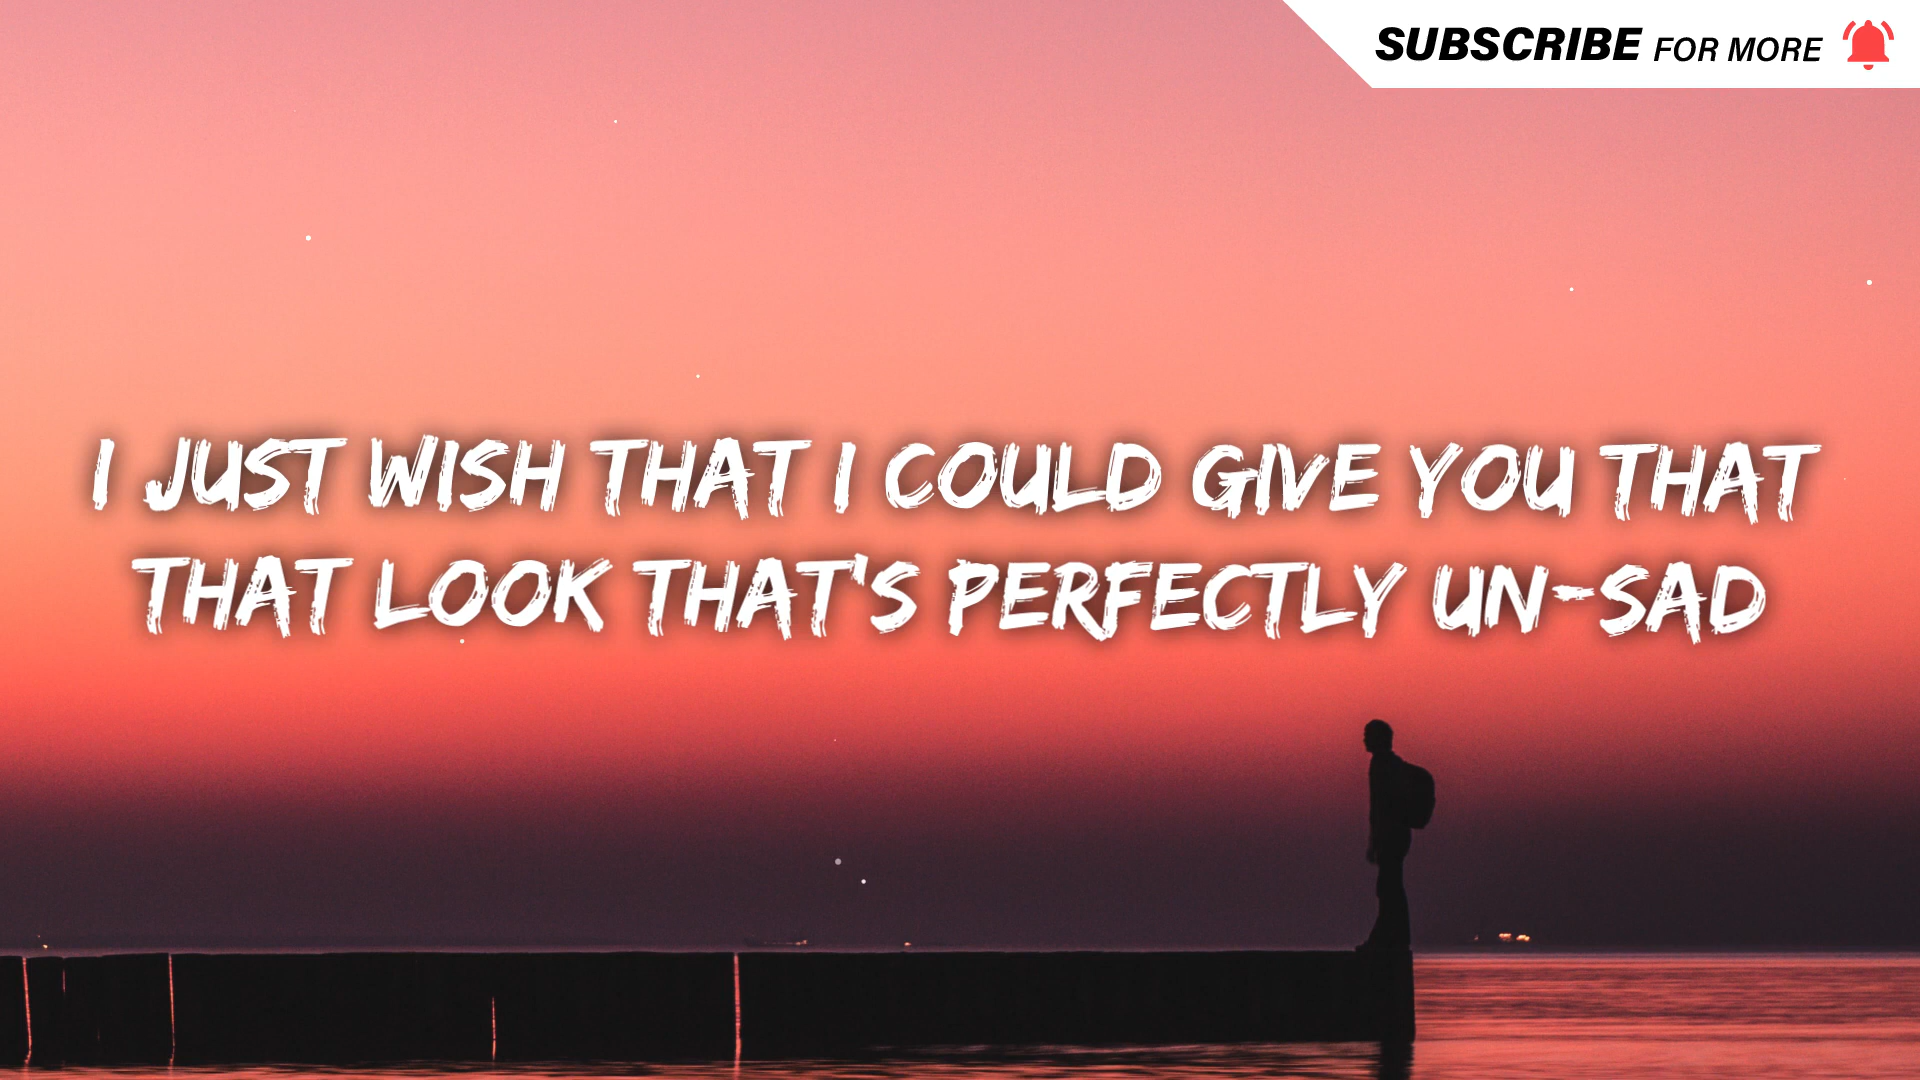 SUBSCRIBE FOR MORE
I JUST WISH THAT I COULD GIVE YOU THAT
THAT LOOK THAT'S PERFECTLY UN-SAD